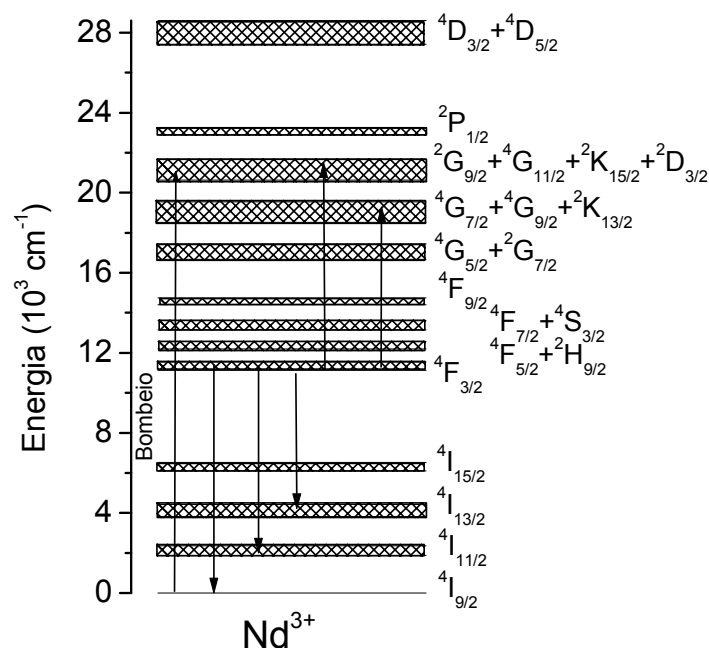 28
24
20
16
12
8
4
0
Energia (10³ cm⁻¹)
Bombeio
⁴D₃/₂+⁴D₅/₂
²P₁/₂
²G₉/₂+⁴G₁₁/₂+²K₁₅/₂+²D₃/₂
⁴G₇/₂+⁴G₉/₂+²K₁₃/₂
⁴G₅/₂+²G₇/₂
⁴F₉/₂
⁴F₇/₂+⁴S₃/₂
⁴F₅/₂+²H₉/₂
⁴F₃/₂
⁴I₁₅/₂
⁴I₁₃/₂
⁴I₁₁/₂
⁴I₉/₂
Nd³⁺